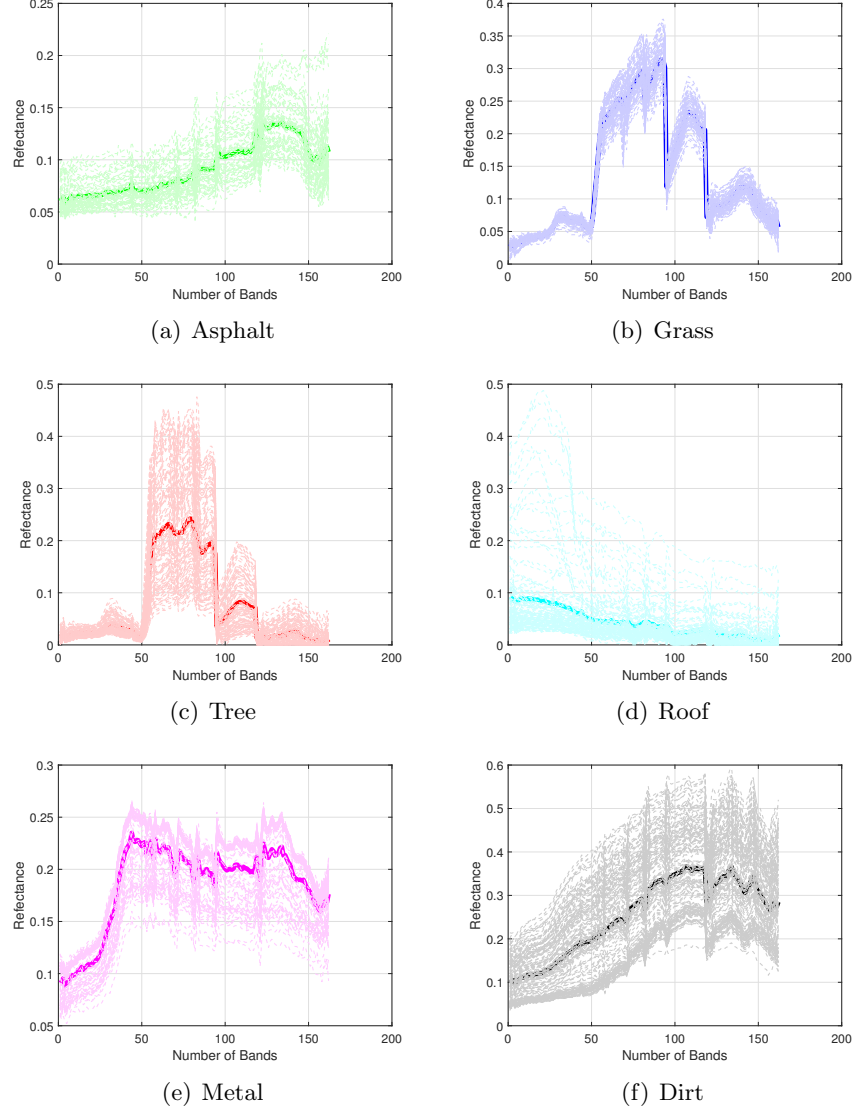 0.25
0.2
0.15
0.1
0.05
0
Refectance
0 50 100 150 200
Number of Bands
(a) Asphalt
0.4
0.35
0.3
0.25
0.2
0.15
0.1
0.05
0
Refectance
0 50 100 150 200
Number of Bands
(b) Grass
0.5
0.4
0.3
0.2
0.1
0
Refectance
0 50 100 150 200
Number of Bands
(c) Tree
0.5
0.4
0.3
0.2
0.1
0
Refectance
0 50 100 150 200
Number of Bands
(d) Roof
0.3
0.25
0.2
0.15
0.1
0.05
Refectance
0 50 100 150 200
Number of Bands
(e) Metal
0.6
0.5
0.4
0.3
0.2
0.1
0
Refectance
0 50 100 150 200
Number of Bands
(f) Dirt